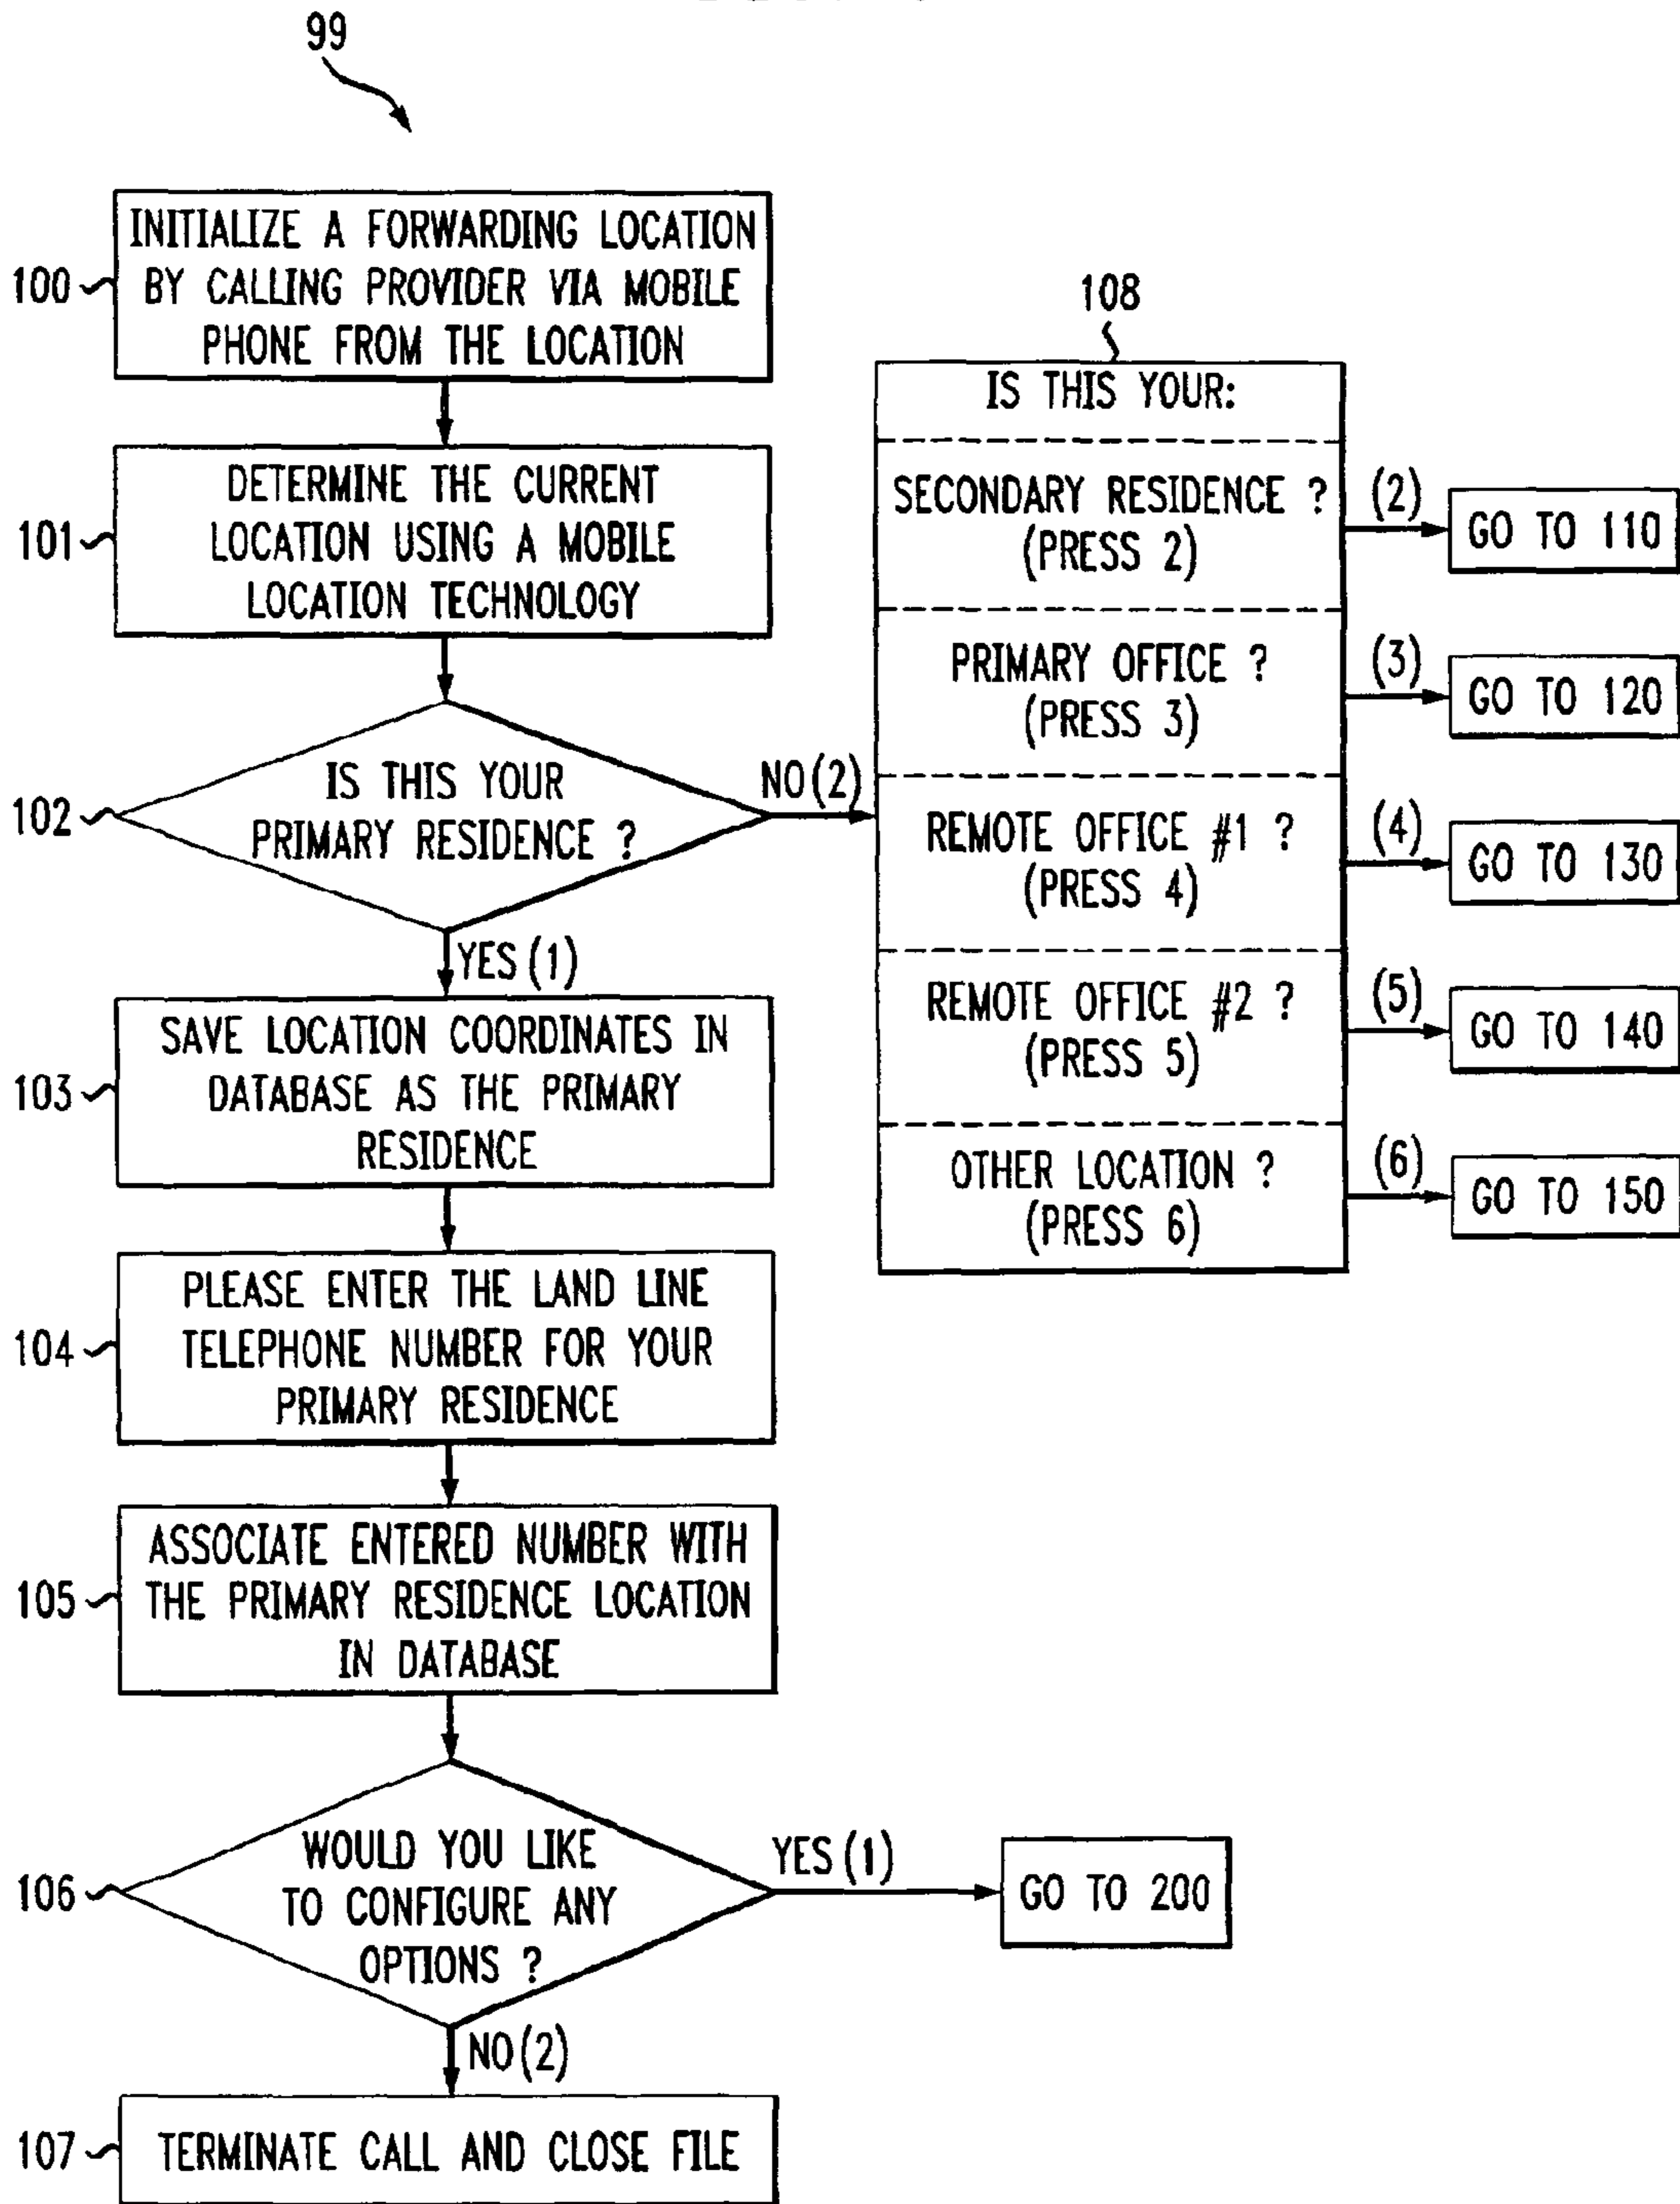 99
100
INITIALIZE A FORWARDING LOCATION
BY CALLING PROVIDER VIA MOBILE
PHONE FROM THE LOCATION
101
DETERMINE THE CURRENT
LOCATION USING A MOBILE
LOCATION TECHNOLOGY
102
IS THIS YOUR
PRIMARY RESIDENCE ?
NO(2)
YES(1)
108
IS THIS YOUR:
SECONDARY RESIDENCE ?
(PRESS 2)
(2)
GO TO 110
PRIMARY OFFICE ?
(PRESS 3)
(3)
GO TO 120
REMOTE OFFICE #1 ?
(PRESS 4)
(4)
GO TO 130
REMOTE OFFICE #2 ?
(PRESS 5)
(5)
GO TO 140
OTHER LOCATION ?
(PRESS 6)
(6)
GO TO 150
103
SAVE LOCATION COORDINATES IN
DATABASE AS THE PRIMARY
RESIDENCE
104
PLEASE ENTER THE LAND LINE
TELEPHONE NUMBER FOR YOUR
PRIMARY RESIDENCE
105
ASSOCIATE ENTERED NUMBER WITH
THE PRIMARY RESIDENCE LOCATION
IN DATABASE
106
WOULD YOU LIKE
TO CONFIGURE ANY
OPTIONS ?
YES(1)
GO TO 200
NO(2)
107
TERMINATE CALL AND CLOSE FILE